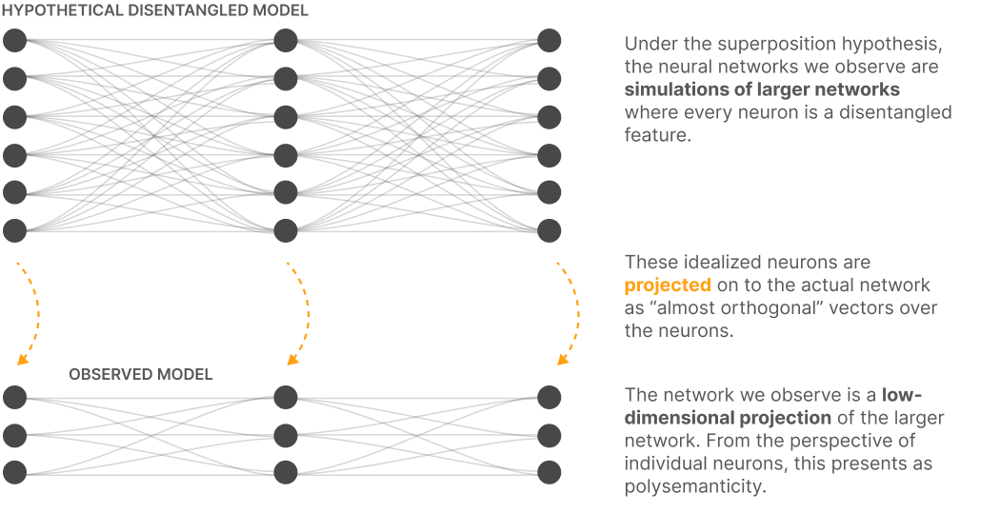 HYPOTHETICAL DISENTANGLED MODEL
Under the superposition hypothesis,
the neural networks we observe are
simulations of larger networks
where every neuron is a disentangled
feature.
These idealized neurons are
projected on to the actual network
as “almost orthogonal” vectors over
the neurons.
OBSERVED MODEL
The network we observe is a low-
dimensional projection of the larger
network. From the perspective of
individual neurons, this presents as
polysemanticity.